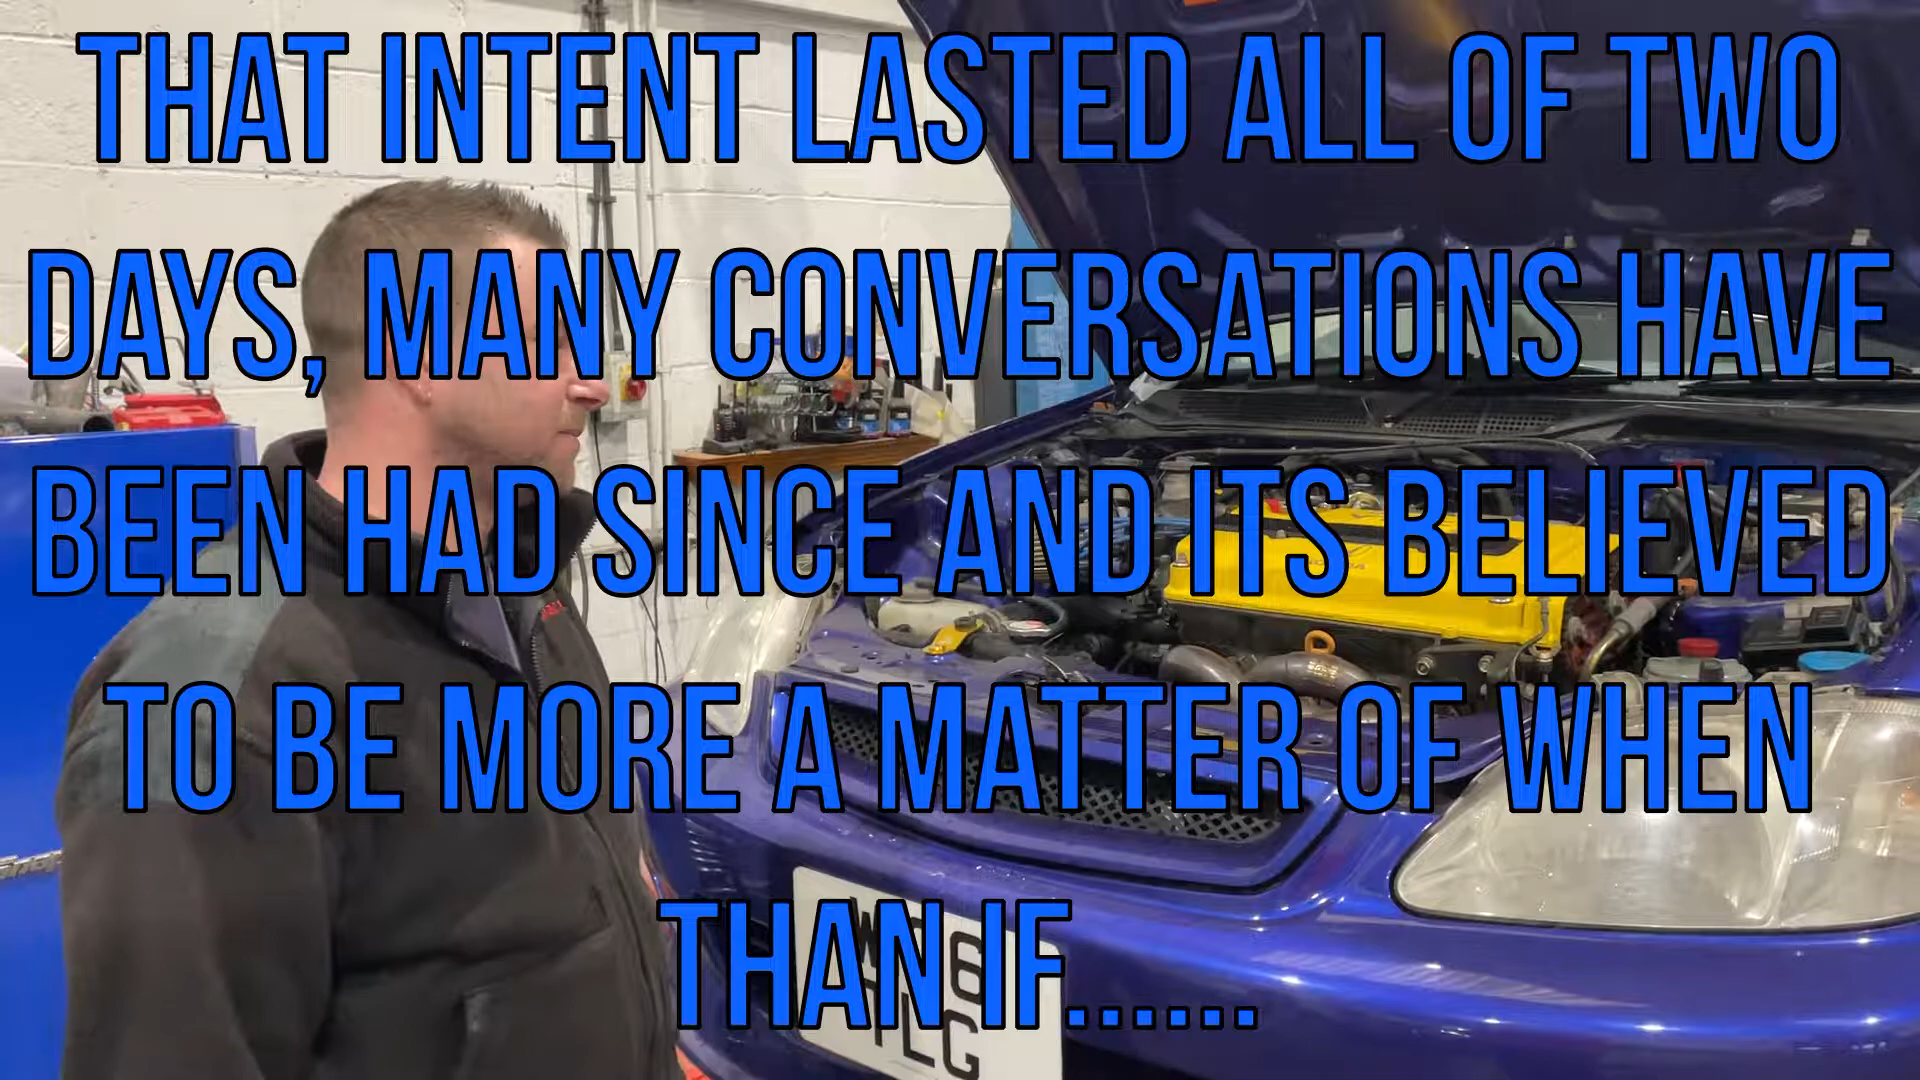 THAT INTENT LASTED ALL OF TWO
DAYS, MANY CONVERSATIONS HAVE
BEEN HAD SINCE AND ITS BELIEVED
TO BE MORE A MATTER OF WHEN
THAN IF......
TLG